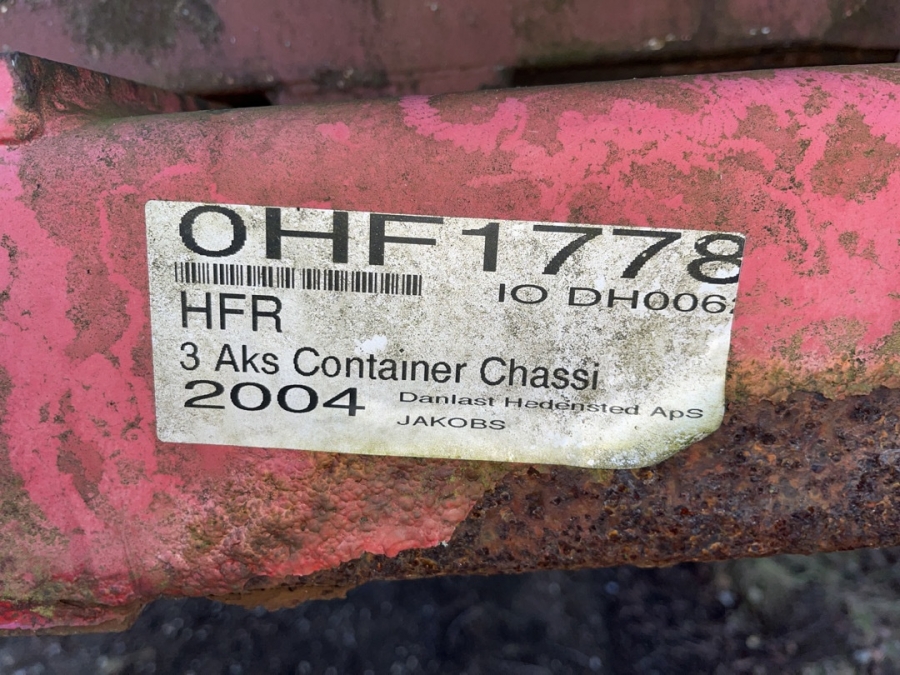 OHF1778
IO DH006
HFR
3 Aks Container Chassi
2004
Danlast Hedensted ApS
JAKOBS